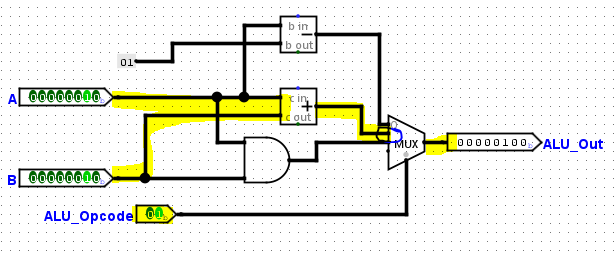 b in
b out
01
A 00000010
c in
+
c out
MUX
00000100 ALU_Out
B 00000010
ALU_Opcode 01